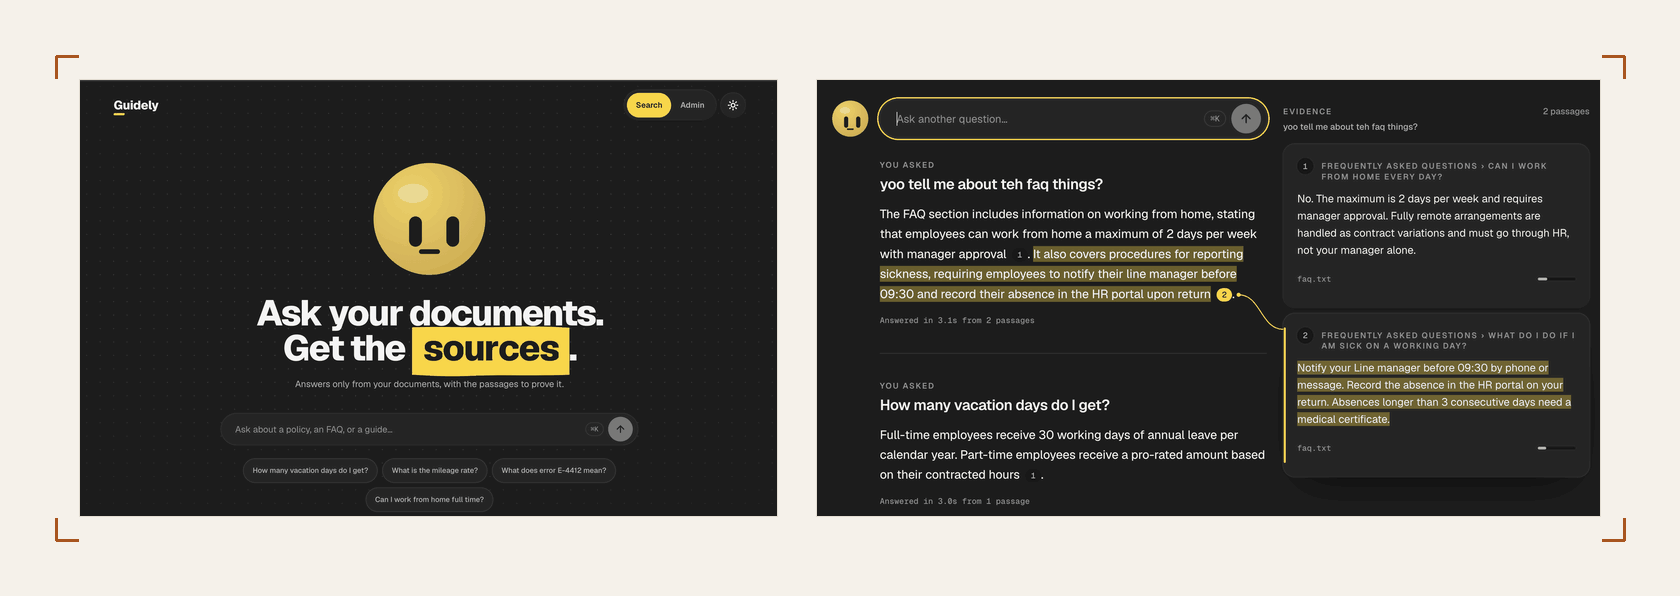 Guidely
Search
Admin
Ask your documents.
Get the sources.
Answers only from your documents, with the passages to prove it.
Ask about a policy, an FAQ, or a guide...
⌘K
How many vacation days do I get?
What is the mileage rate?
What does error E-4412 mean?
Can I work from home full time?
Ask another question...
⌘K
YOU ASKED
yoo tell me about teh faq things?
The FAQ section includes information on working from home, stating
that employees can work from home a maximum of 2 days per week
with manager approval 1 . It also covers procedures for reporting
sickness, requiring employees to notify their line manager before
09:30 and record their absence in the HR portal upon return 2 .
Answered in 3.1s from 2 passages
YOU ASKED
How many vacation days do I get?
Full-time employees receive 30 working days of annual leave per
calendar year. Part-time employees receive a pro-rated amount based
on their contracted hours 1 .
Answered in 3.0s from 1 passage
EVIDENCE
2 passages
yoo tell me about teh faq things?
1 FREQUENTLY ASKED QUESTIONS › CAN I WORK
FROM HOME EVERY DAY?
No. The maximum is 2 days per week and requires
manager approval. Fully remote arrangements are
handled as contract variations and must go through HR,
not your manager alone.
faq.txt
2 FREQUENTLY ASKED QUESTIONS › WHAT DO I DO IF I
AM SICK ON A WORKING DAY?
Notify your Line manager before 09:30 by phone or
message. Record the absence in the HR portal on your
return. Absences longer than 3 consecutive days need a
medical certificate.
faq.txt